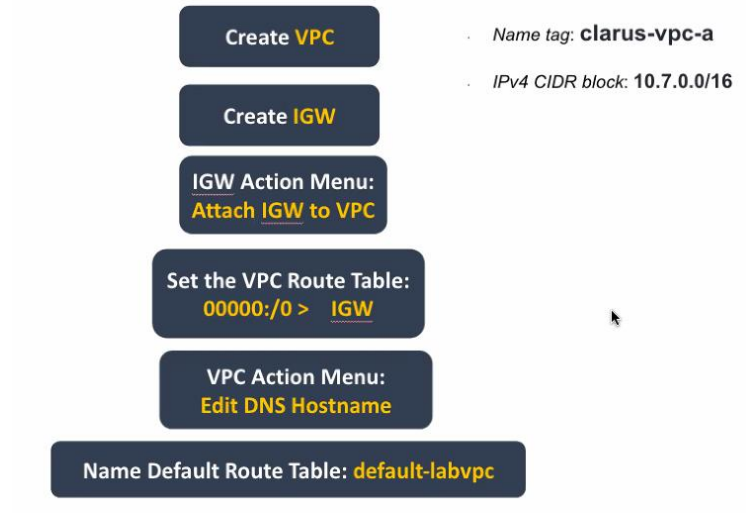 Create VPC
Name tag: clarus-vpc-a
IPv4 CIDR block: 10.7.0.0/16
Create IGW
IGW Action Menu:
Attach IGW to VPC
Set the VPC Route Table:
00000:/0 > IGW
VPC Action Menu:
Edit DNS Hostname
Name Default Route Table: default-labvpc